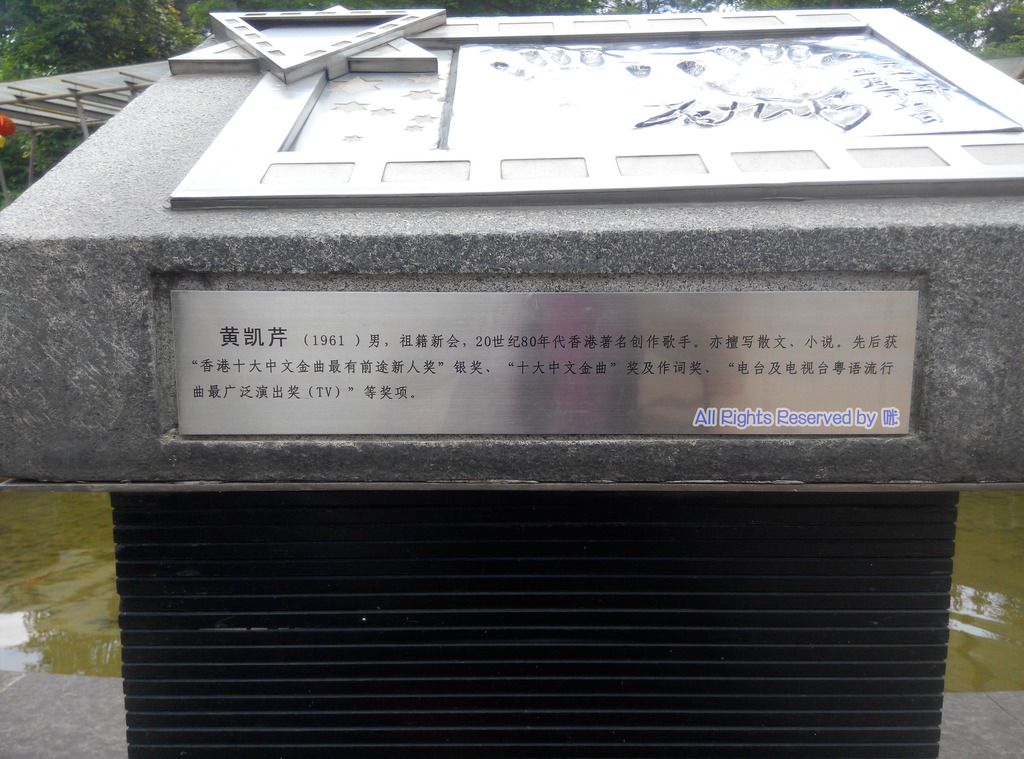 黄凯芹 （1961 ）男，祖籍新会，20世纪80年代香港著名创作歌手。亦擅写散文、小说。先后获
“香港十大中文金曲最有前途新人奖”银奖、“十大中文金曲”奖及作词奖、“电台及电视台粤语流行
曲最广泛演出奖（TV）”等奖项。
All Rights Reserved by